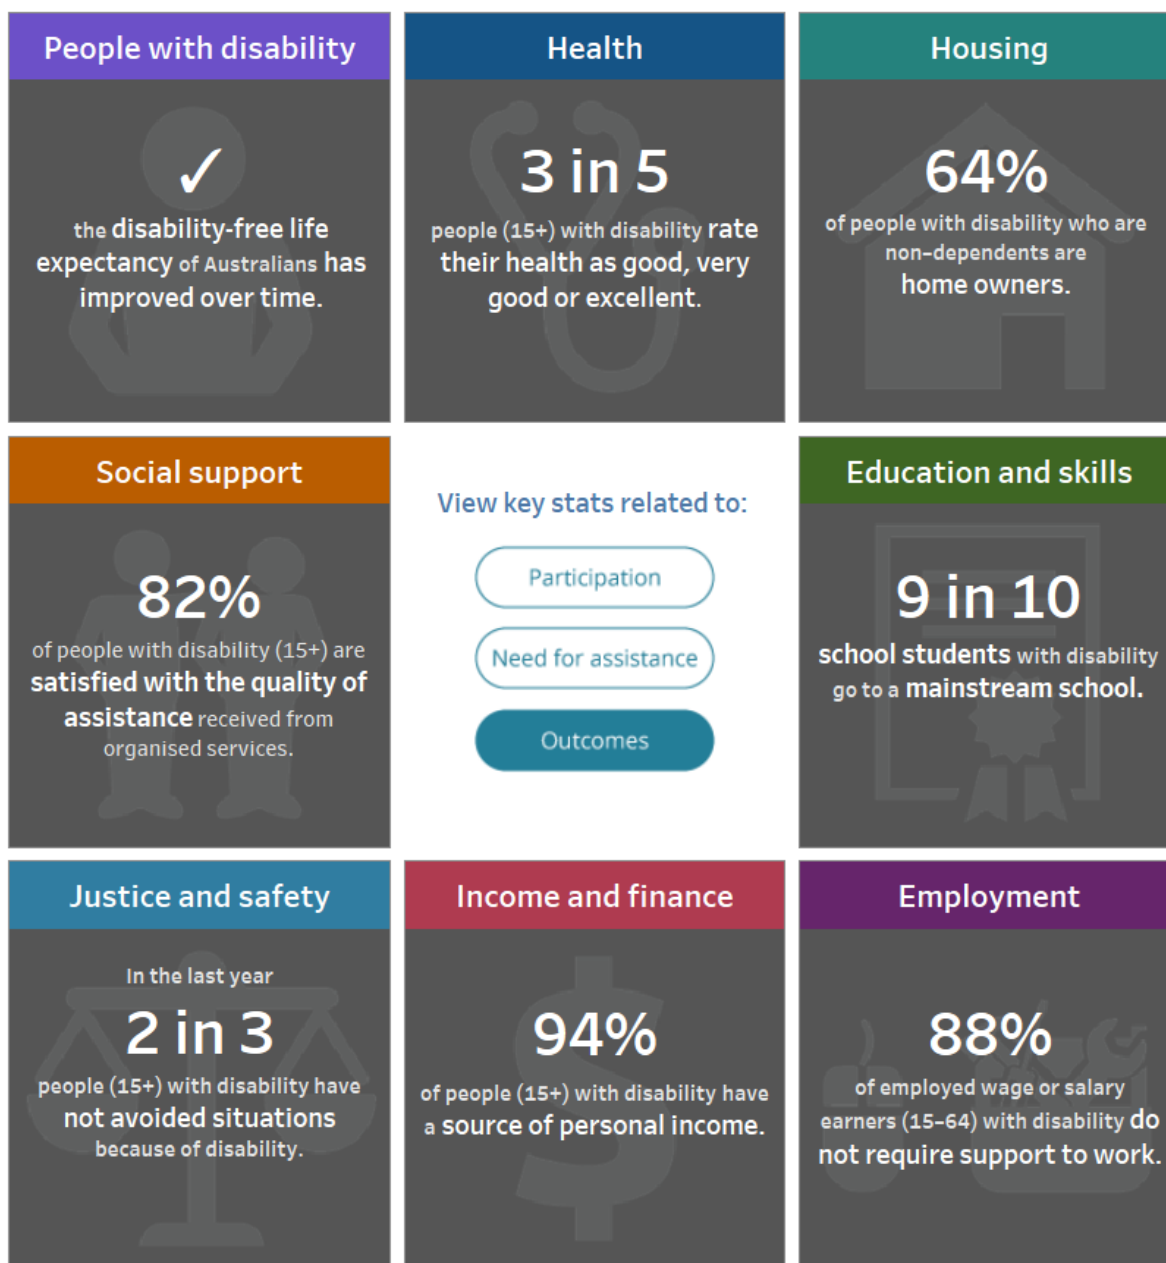 People with disability
✓
the disability-free life
expectancy of Australians has
improved over time.
Health
3 in 5
people (15+) with disability rate
their health as good, very
good or excellent.
Housing
64%
of people with disability who are
non-dependents are
home owners.
Social support
82%
of people with disability (15+) are
satisfied with the quality of
assistance received from
organised services.
View key stats related to:
Participation
Need for assistance
Outcomes
Education and skills
9 in 10
school students with disability
go to a mainstream school.
Justice and safety
In the last year
2 in 3
people (15+) with disability have
not avoided situations
because of disability.
Income and finance
94%
of people (15+) with disability have
a source of personal income.
Employment
88%
of employed wage or salary
earners (15-64) with disability do
not require support to work.